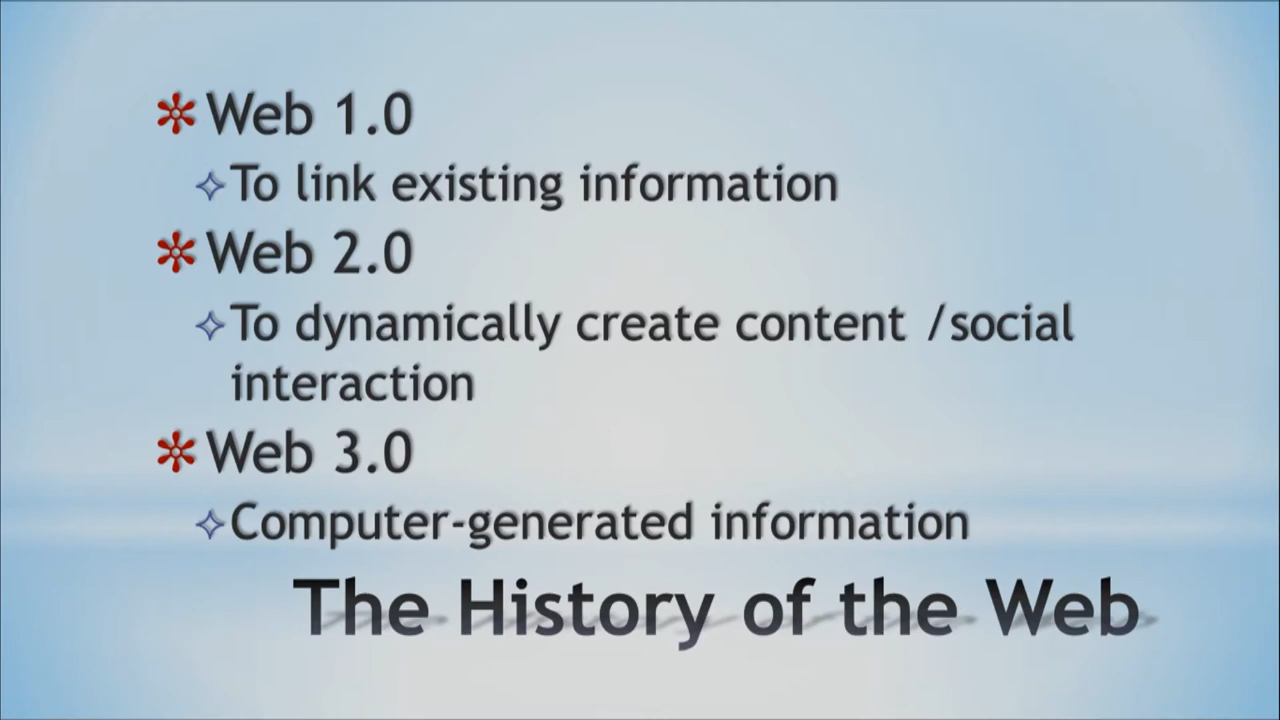 Web 1.0
To link existing information
Web 2.0
To dynamically create content /social
interaction
Web 3.0
Computer-generated information
The History of the Web